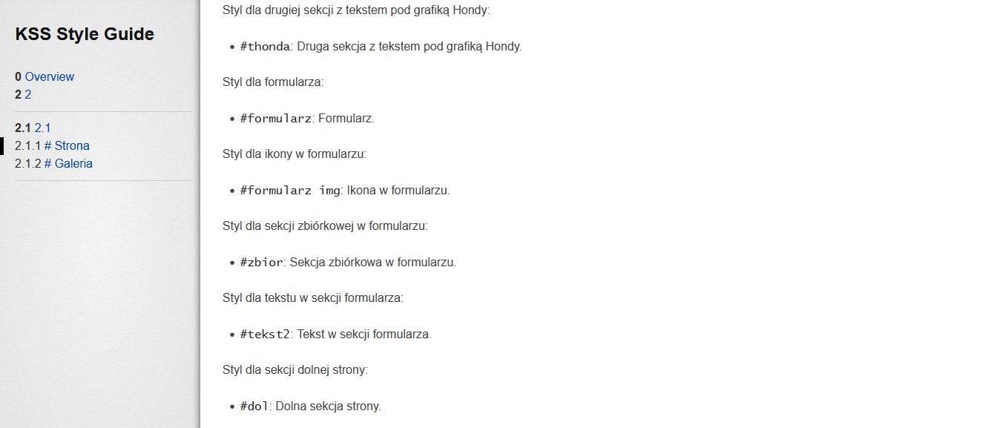 KSS Style Guide
0 Overview
2 2
2.1 2.1
2.1.1 # Strona
2.1.2 # Galeria
Styl dla drugiej sekcji z tekstem pod grafiką Hondy:
• #thonda: Druga sekcja z tekstem pod grafiką Hondy.
Styl dla formularza:
• #formularz: Formularz.
Styl dla ikony w formularzu:
• #formularz img: Ikona w formularzu.
Styl dla sekcji zbiórkowej w formularzu:
• #zbior: Sekcja zbiórkowa w formularzu.
Styl dla tekstu w sekcji formularza:
• #tekst2: Tekst w sekcji formularza.
Styl dla sekcji dolnej strony:
• #dol: Dolna sekcja strony.